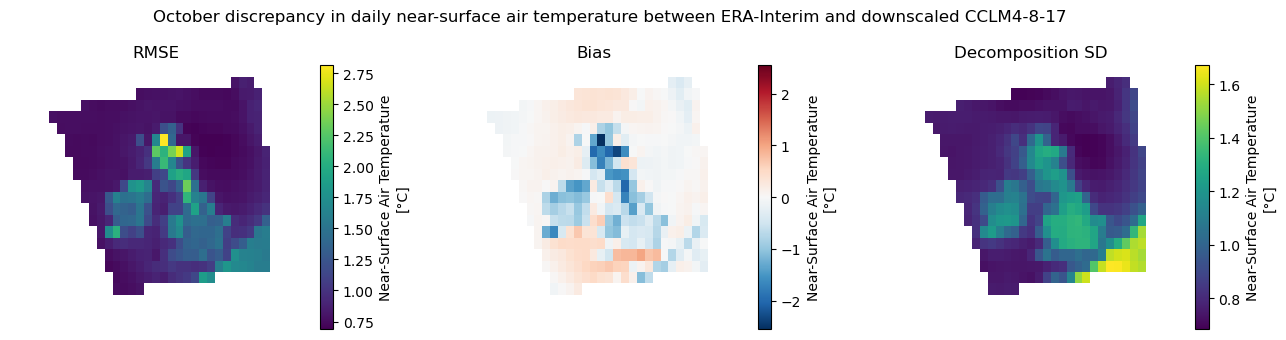 October discrepancy in daily near-surface air temperature between ERA-Interim and downscaled CCLM4-8-17
RMSE
2.75
2.50
2.25
2.00
1.75
1.50
1.25
1.00
0.75
Near-Surface Air Temperature
[°C]
Bias
2
1
0
−1
−2
Near-Surface Air Temperature
[°C]
Decomposition SD
1.6
1.4
1.2
1.0
0.8
Near-Surface Air Temperature
[°C]